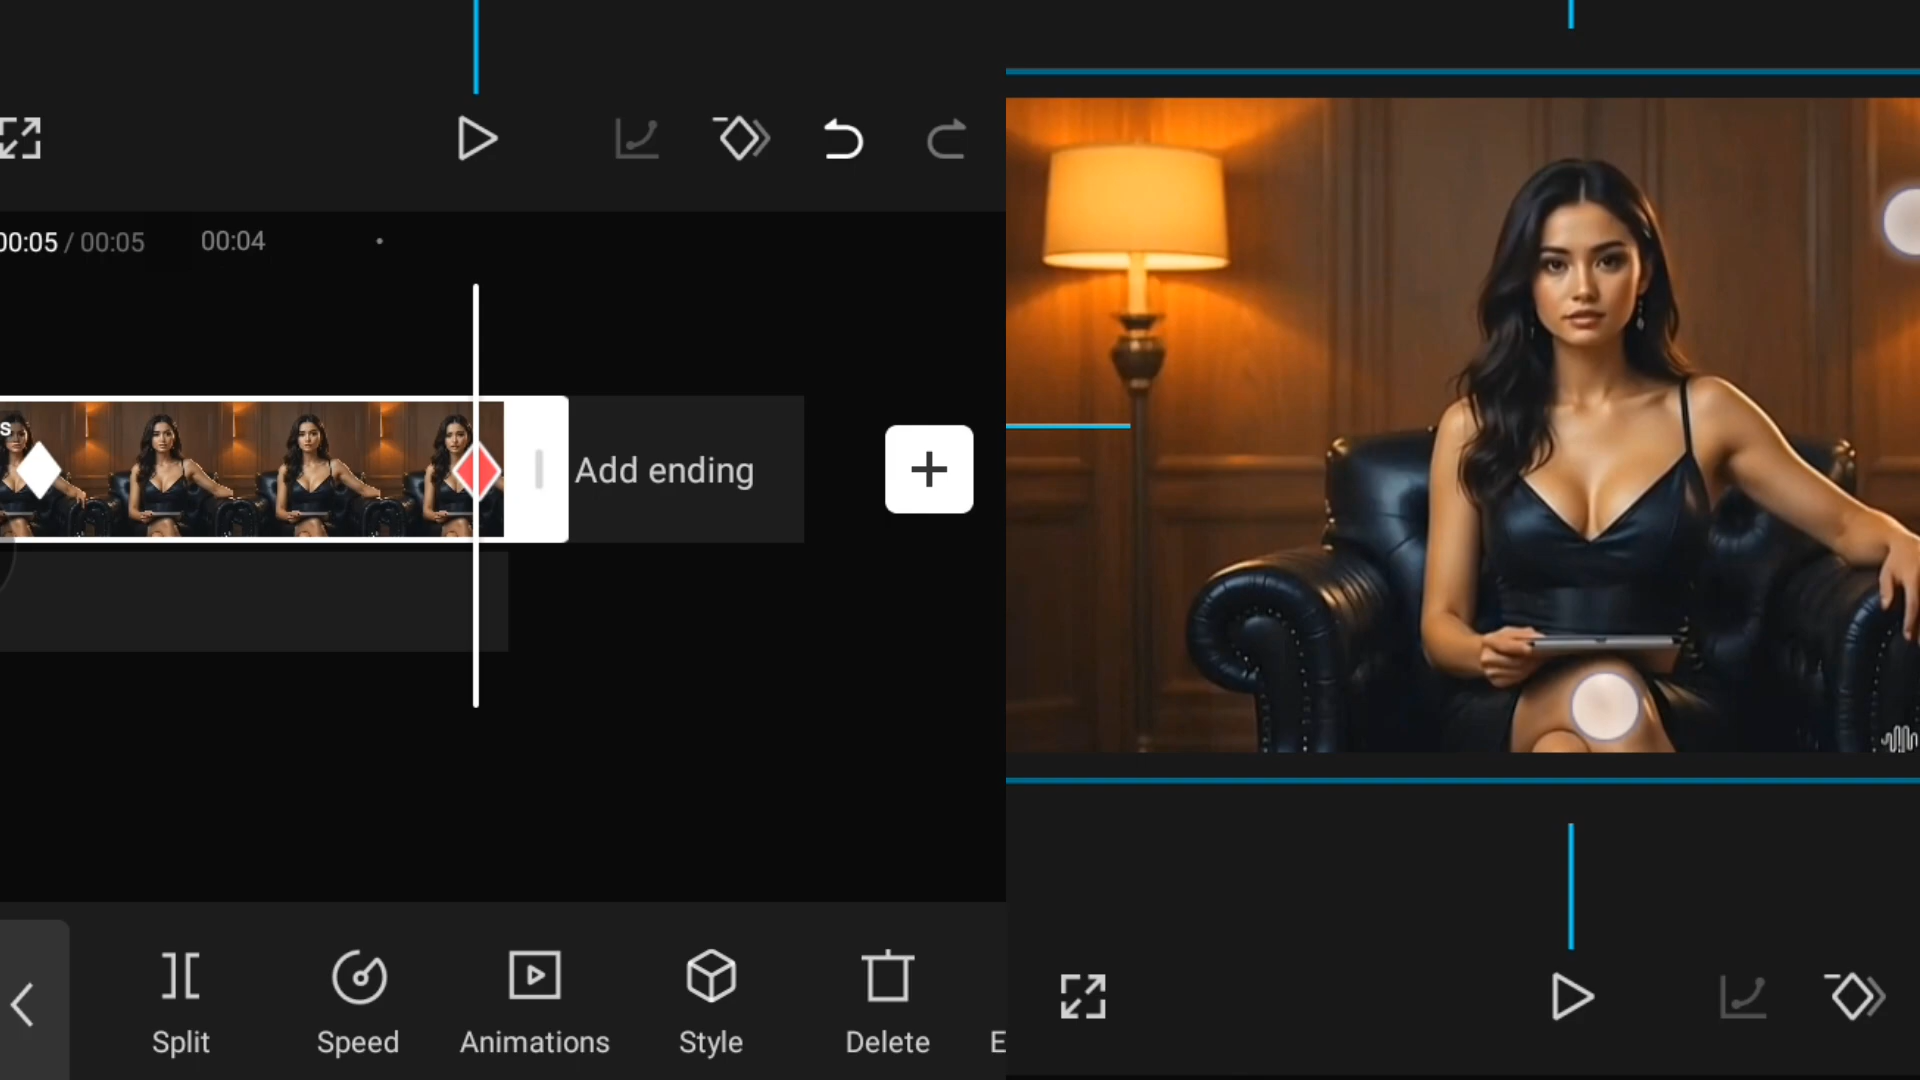 00:05 / 00:05
00:04
s
Add ending
Split
Speed
Animations
Style
Delete
E